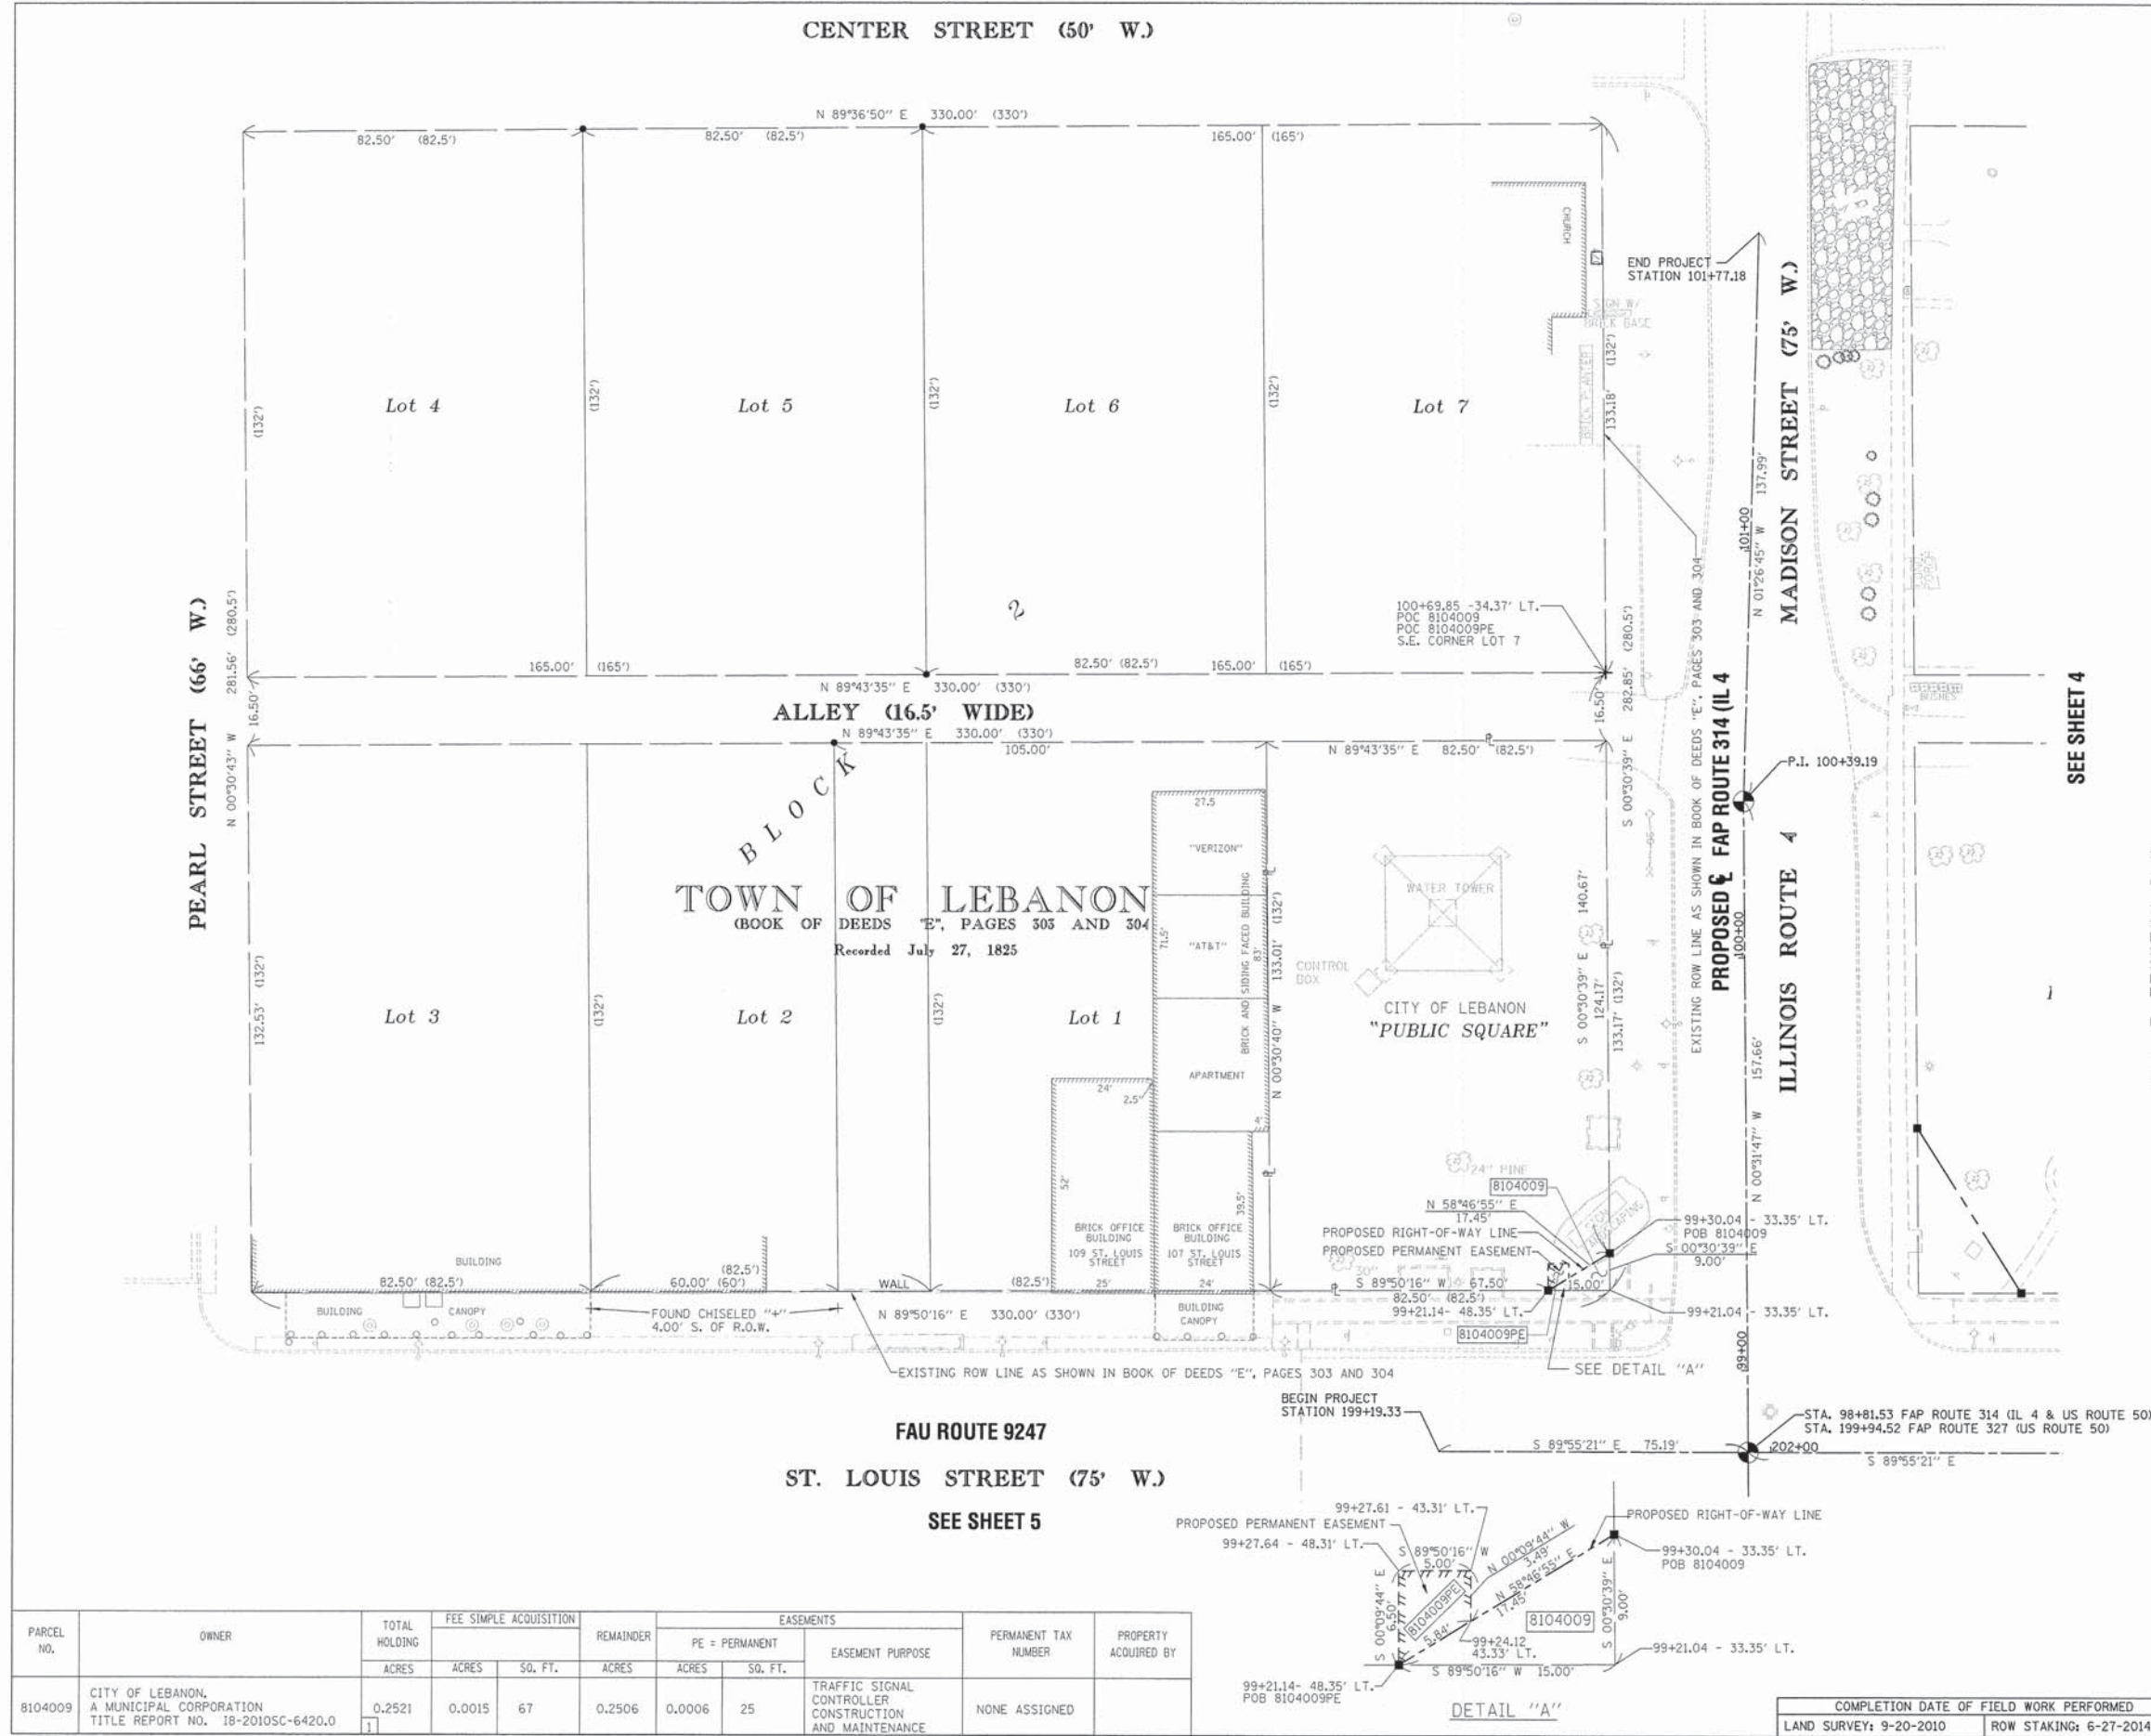 CENTER STREET (50' W.)
N 89°36'50" E 330.00' (330')
82.50' (82.5')
82.50' (82.5')
165.00' (165')
CHURCH
END PROJECT
STATION 101+77.18
SIGN W/
BRICK BASE
BRICK PLANTER
133.18' (132')
(132')
(132')
(132')
(132')
Lot 4
Lot 5
Lot 6
Lot 7
MADISON STREET (75' W.)
N 01°26'45" W 137.99'
101+00
PEARL STREET (66' W.)
N 00°30'43" W 281.56' (280.5')
2
100+69.85 -34.37' LT.
POC 8104009
POC 8104009PE
S.E. CORNER LOT 7
165.00' (165')
82.50' (82.5')
165.00' (165')
N 89°43'35" E 330.00' (330')
16.50'
16.50'
S 00°30'39" E 282.85' (280.5')
ALLEY (16.5' WIDE)
N 89°43'35" E 330.00' (330')
105.00'
N 89°43'35" E 82.50' (82.5')
BUSHES
SEE SHEET 4
P.I. 100+39.19
EXISTING ROW LINE AS SHOWN IN BOOK OF DEEDS "E", PAGES 303 AND 304
PROPOSED ℄ FAP ROUTE 314 (IL 4
100+00
ILLINOIS ROUTE 4
N 00°31'47" W 157.66'
BLOCK
27.5
"VERIZON"
WATER TOWER
TOWN OF LEBANON
(BOOK OF DEEDS "E", PAGES 303 AND 304
Recorded July 27, 1825
71.5'
"AT&T"
BRICK AND SIDING FACED BUILDING
83'
N 00°30'40" W 133.01' (132')
CONTROL
BOX
CITY OF LEBANON
"PUBLIC SQUARE"
S 00°30'39" E 140.67'
124.17'
133.17' (132')
132.53' (132')
(132')
(132')
Lot 3
Lot 2
Lot 1
APARTMENT
24'
2.5'
4'
52'
39.5'
24" PINE
8104009
N 58°46'55" E
17.45'
PROPOSED RIGHT-OF-WAY LINE
PROPOSED PERMANENT EASEMENT
99+30.04 - 33.35' LT.
POB 8104009
S 00°30'39" E
9.00'
BRICK OFFICE
BUILDING
109 ST. LOUIS
STREET
25'
BRICK OFFICE
BUILDING
107 ST. LOUIS
STREET
24'
30"
S 89°50'16" W 67.50'
15.00'
82.50' (82.5')
99+21.14- 48.35' LT.
99+21.04 - 33.35' LT.
8104009PE
BUILDING
82.50' (82.5')
60.00' (60')
(82.5')
WALL
(82.5')
BUILDING CANOPY
FOUND CHISELED "+"
4.00' S. OF R.O.W.
N 89°50'16" E 330.00' (330')
BUILDING
CANOPY
99+00
SEE DETAIL "A"
EXISTING ROW LINE AS SHOWN IN BOOK OF DEEDS "E", PAGES 303 AND 304
BEGIN PROJECT
STATION 199+19.33
STA. 98+81.53 FAP ROUTE 314 (IL 4 & US ROUTE 50)
STA. 199+94.52 FAP ROUTE 327 (US ROUTE 50)
S 89°55'21" E 75.19'
202+00
S 89°55'21" E
FAU ROUTE 9247
ST. LOUIS STREET (75' W.)
SEE SHEET 5
99+27.61 - 43.31' LT.
PROPOSED PERMANENT EASEMENT
99+27.64 - 48.31' LT.
S 89°50'16" W
5.00'
N 00°09'44" W
3.49'
PROPOSED RIGHT-OF-WAY LINE
99+30.04 - 33.35' LT.
POB 8104009
N 58°46'55" E
17.45'
S 00°09'44" E
6.50'
8104009PE
5.84'
8104009
S 00°30'39" E
9.00'
99+24.12
43.33' LT.
99+21.04 - 33.35' LT.
S 89°50'16" W 15.00'
99+21.14- 48.35' LT.
POB 8104009PE
DETAIL "A"
PARCEL NO.
OWNER
TOTAL HOLDING
FEE SIMPLE ACQUISITION
REMAINDER
EASEMENTS
PE = PERMANENT
EASEMENT PURPOSE
PERMANENT TAX NUMBER
PROPERTY ACQUIRED BY
ACRES ACRES SQ. FT. ACRES ACRES SQ. FT.
8104009
CITY OF LEBANON,
A MUNICIPAL CORPORATION
TITLE REPORT NO. I8-2010SC-6420.0
0.2521
1
0.0015 67 0.2506 0.0006 25
TRAFFIC SIGNAL
CONTROLLER
CONSTRUCTION
AND MAINTENANCE
NONE ASSIGNED
COMPLETION DATE OF FIELD WORK PERFORMED
LAND SURVEY: 9-20-2010 ROW STAKING: 6-27-2014